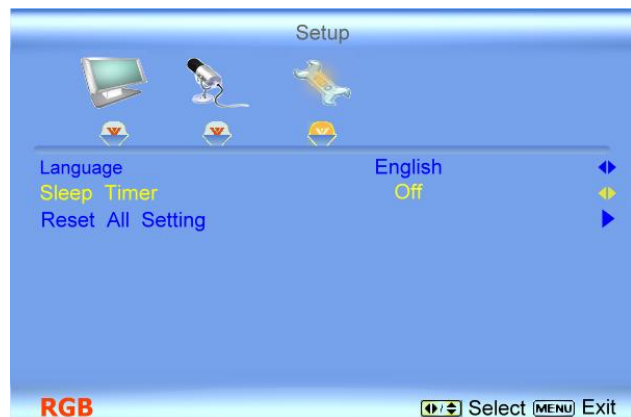 Setup
Language English
Sleep Timer Off
Reset All Setting
RGB Select MENU Exit